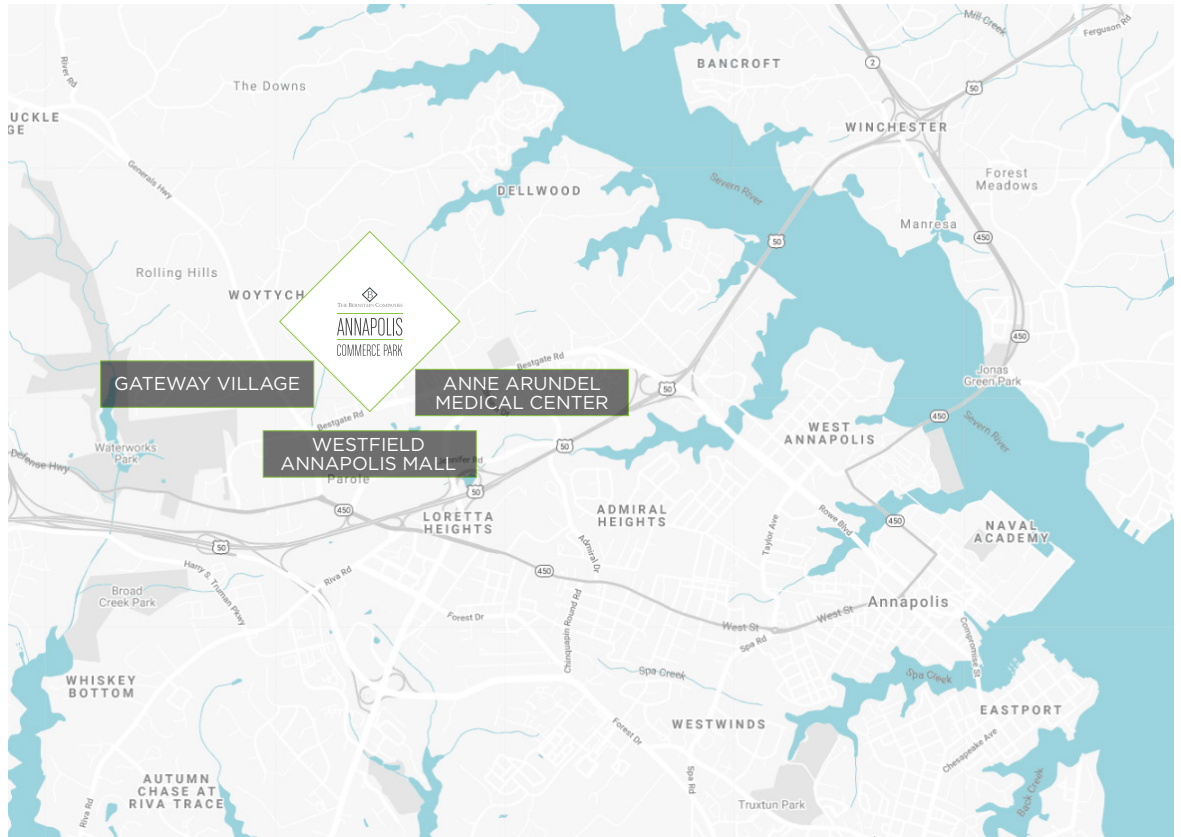 Mill Creek
Ferguson Rd
River Rd
2
BANCROFT
The Downs
50
UCKLE
GE
WINCHESTER
Generals Hwy
Forest
Meadows
DELLWOOD
Severn River
Manresa
450
50
Rolling Hills
WOYTYCH
THE BERNSTEIN COMPANIES
ANNAPOLIS
COMMERCE PARK
450
Bestgate Rd
Jonas
Green Park
GATEWAY VILLAGE
ANNE ARUNDEL
MEDICAL CENTER
50
Bestgate Rd
450
Severn River
WEST
ANNAPOLIS
WESTFIELD
ANNAPOLIS MALL
50
Waterworks
Park
Defense Hwy
Parole
50
450
LORETTA
HEIGHTS
ADMIRAL
HEIGHTS
Taylor Ave
Rowe Blvd
450
NAVAL
ACADEMY
50
Admiral Dr
Harry S. Truman Pkwy
Riva Rd
450
Broad
Creek Park
Forest Dr
Chinquapin Round Rd
West St
Spa Rd
West St
Annapolis
Compromise St
Spa Creek
Spa Creek
WHISKEY
BOTTOM
WESTWINDS
EASTPORT
Forest Dr
Chesapeake Ave
Spa Rd
Back Creek
AUTUMN
CHASE AT
RIVA TRACE
Riva Rd
Truxtun Park